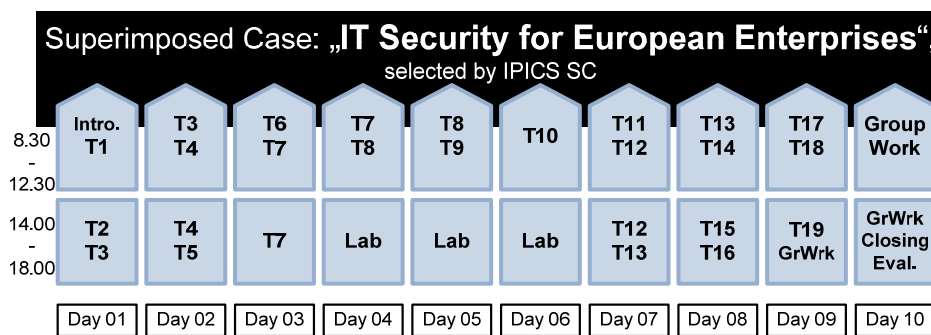 Superimposed Case: „IT Security for European Enterprises“,
selected by IPICS SC
8.30
-
12.30
Intro.
T1
T3
T4
T6
T7
T7
T8
T8
T9
T10
T11
T12
T13
T14
T17
T18
Group
Work
14.00
-
18.00
T2
T3
T4
T5
T7
Lab
Lab
Lab
T12
T13
T15
T16
T19
GrWrk
GrWrk
Closing
Eval.
Day 01
Day 02
Day 03
Day 04
Day 05
Day 06
Day 07
Day 08
Day 09
Day 10